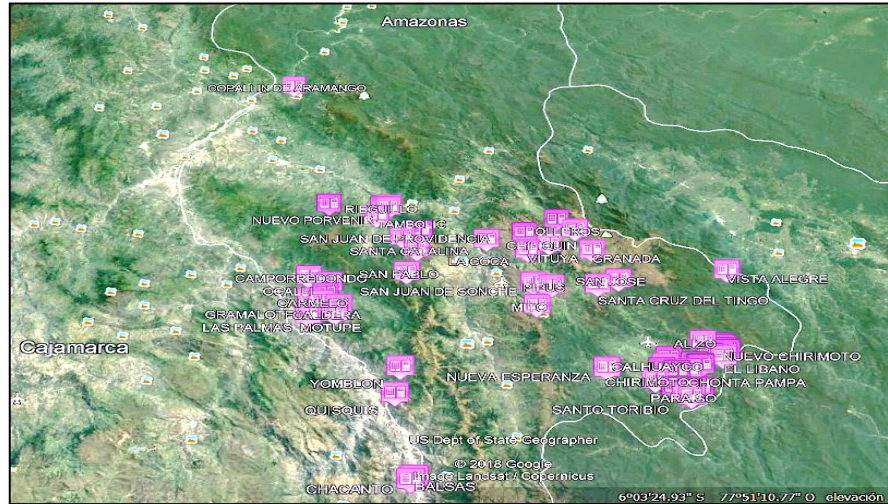 Amazonas
COPALLIN DE ARAMANGO
RIEGUILLO
NUEVO PORVENIR
TAMBOLIC
SAN JUAN DE PROVIDENCIA
OLLEROS
CHILIQUIN
SANTA CATALINA
LA COCA
VITUYA
GRANADA
SAN PABLO
CAMPORREDONDO
VISTA ALEGRE
SAN JOSE
OCALLI
SAN JUAN DE SONCHE
PIPUS
CARMELO
SANTA CRUZ DEL TINGO
MITO
GRAMALOTE
LAS PALMAS
MOTUPE
Cajamarca
ALIZO
NUEVO CHIRIMOTO
CALHUAYCO
EL LIBANO
YOMBLON
NUEVA ESPERANZA
CHIRIMOTO
CHONTA PAMPA
PARAISO
QUISQUIS
SANTO TORIBIO
US Dept of State Geographer
© 2018 Google
Image Landsat / Copernicus
CHACANTO
BALSAS
6°03'24.93" S 77°51'10.77" O elevación